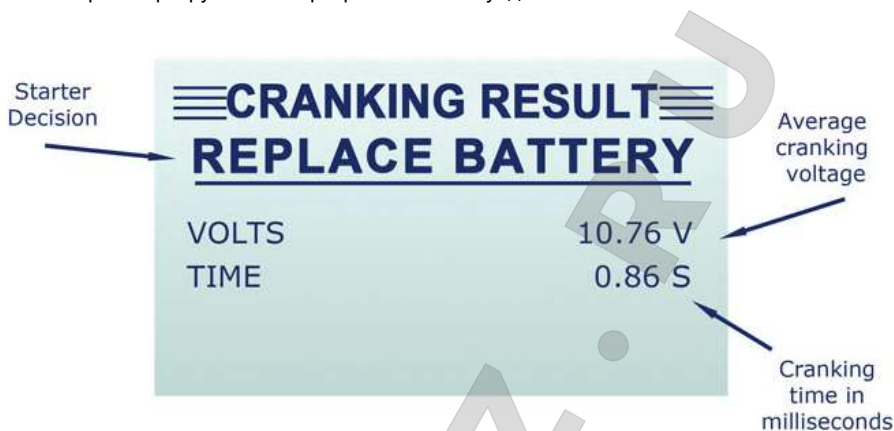 Starter
Decision
CRANKING RESULT
REPLACE BATTERY
VOLTS 10.76 V
TIME 0.86 S
Average
cranking
voltage
Cranking
time in
milliseconds